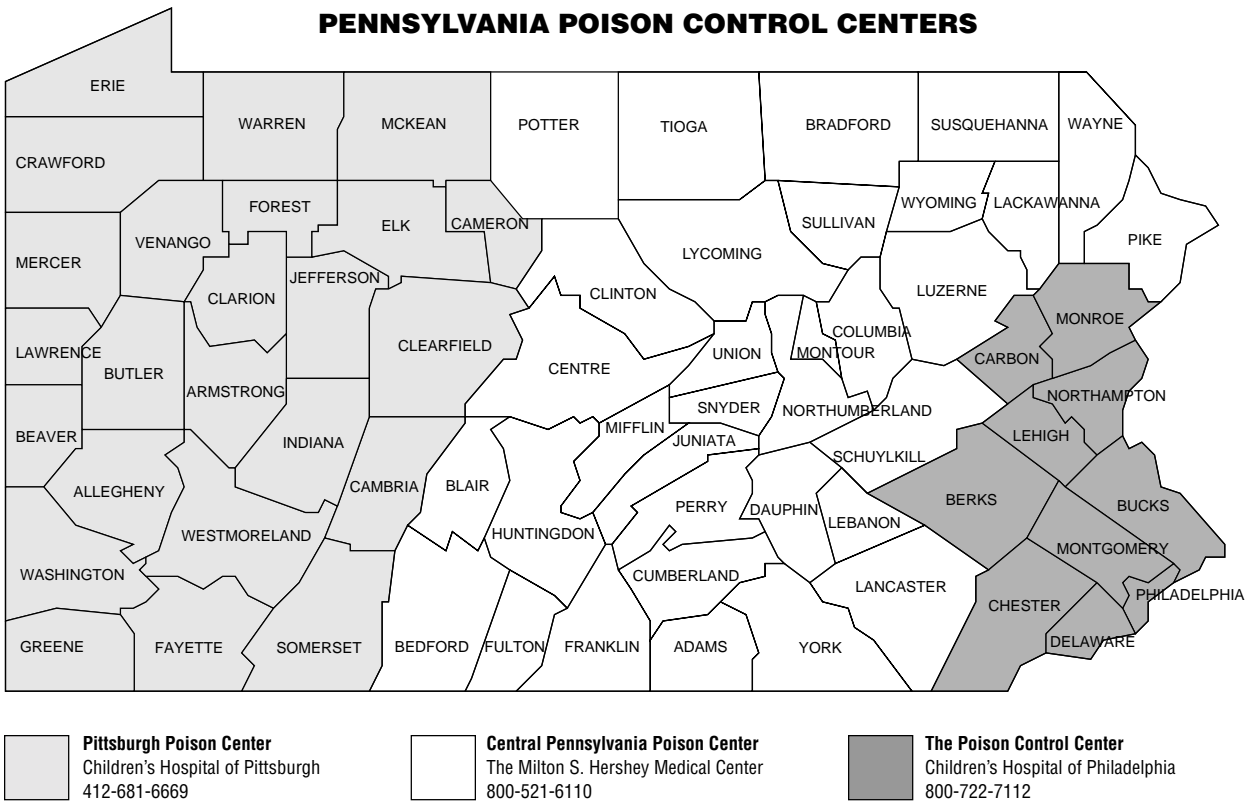 PENNSYLVANIA POISON CONTROL CENTERS
ERIE
WARREN
MCKEAN
POTTER
TIOGA
BRADFORD
SUSQUEHANNA
WAYNE
CRAWFORD
FOREST
ELK
CAMERON
SULLIVAN
WYOMING
LACKAWANNA
VENANGO
LYCOMING
PIKE
MERCER
JEFFERSON
CLARION
CLINTON
LUZERNE
MONROE
LAWRENCE
CLEARFIELD
COLUMBIA
BUTLER
CENTRE
UNION
MONTOUR
CARBON
ARMSTRONG
NORTHAMPTON
SNYDER
NORTHUMBERLAND
BEAVER
INDIANA
MIFFLIN
JUNIATA
LEHIGH
SCHUYLKILL
ALLEGHENY
CAMBRIA
BLAIR
BERKS
BUCKS
PERRY
DAUPHIN
LEBANON
WESTMORELAND
HUNTINGDON
MONTGOMERY
WASHINGTON
CUMBERLAND
LANCASTER
PHILADELPHIA
CHESTER
DELAWARE
GREENE
FAYETTE
SOMERSET
BEDFORD
FULTON
FRANKLIN
ADAMS
YORK
Pittsburgh Poison Center
Children's Hospital of Pittsburgh
412-681-6669
Central Pennsylvania Poison Center
The Milton S. Hershey Medical Center
800-521-6110
The Poison Control Center
Children's Hospital of Philadelphia
800-722-7112